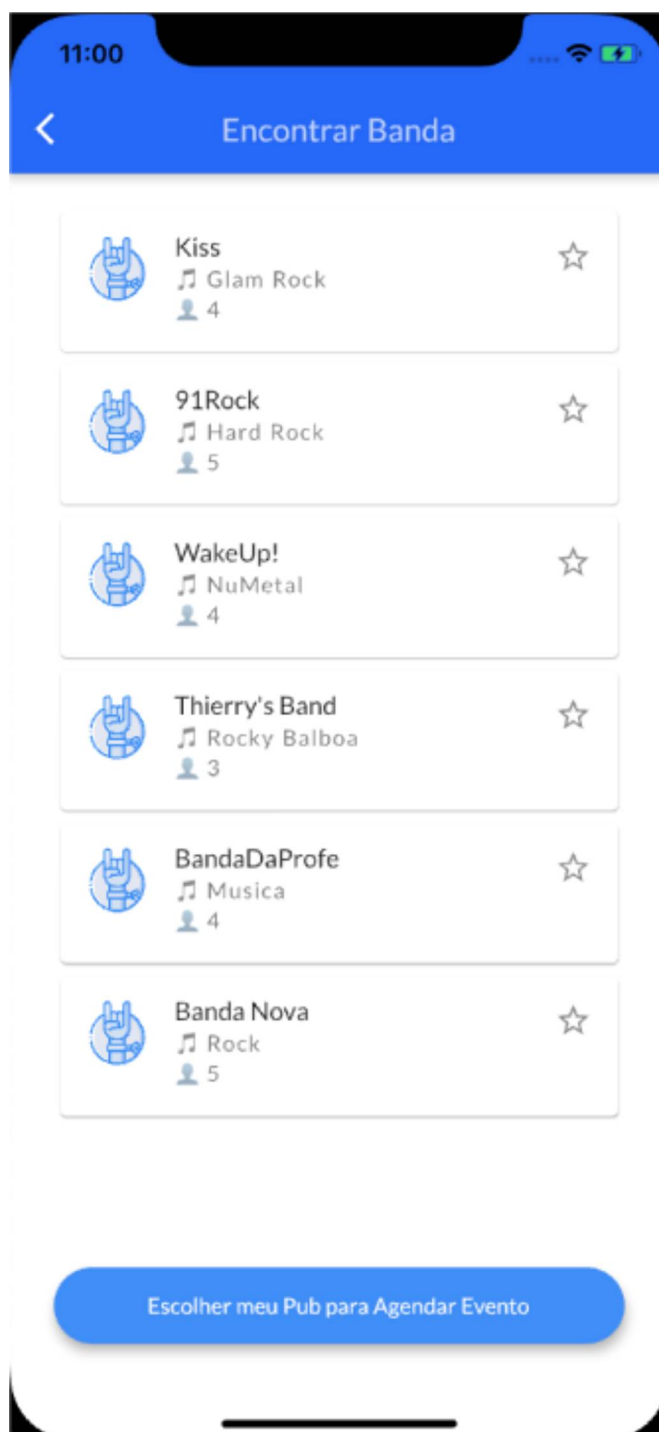 11:00
Encontrar Banda
Kiss
Glam Rock
4
91Rock
Hard Rock
5
WakeUp!
NuMetal
4
Thierry's Band
Rocky Balboa
3
BandaDaProfe
Musica
4
Banda Nova
Rock
5
Escolher meu Pub para Agendar Evento